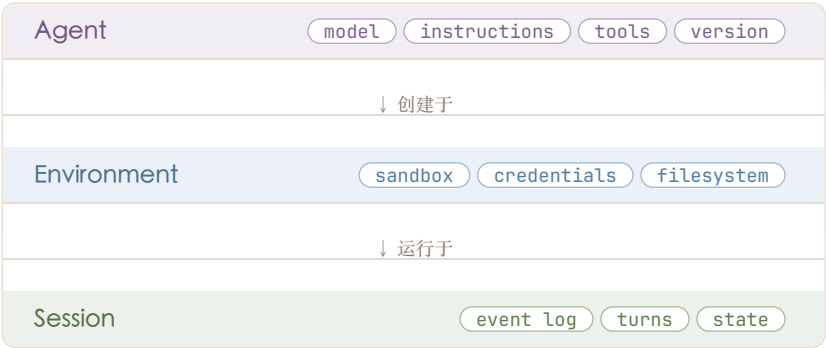 Agent model instructions tools version
↓ 创建于
Environment sandbox credentials filesystem
↓ 运行于
Session event log turns state